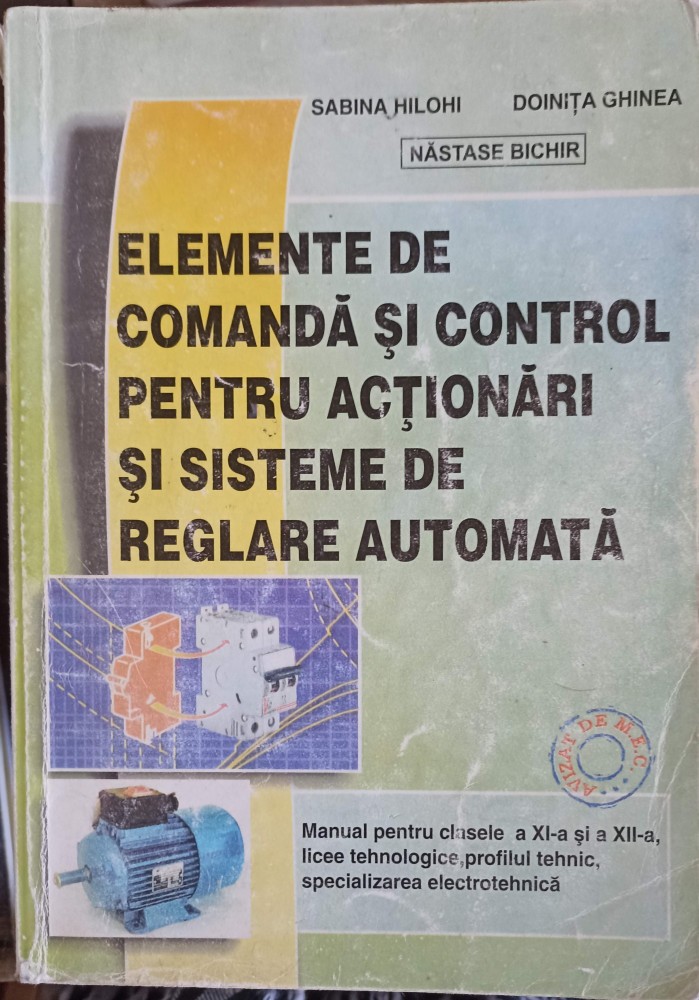 SABINA HILOHI DOINIȚA GHINEA
NĂSTASE BICHIR
ELEMENTE DE
COMANDĂ ŞI CONTROL
PENTRU ACŢIONĂRI
ŞI SISTEME DE
REGLARE AUTOMATĂ
AVIZAT DE M.E.C.
Manual pentru clasele a XI-a şi a XII-a,
licee tehnologice,profilul tehnic,
specializarea electrotehnică